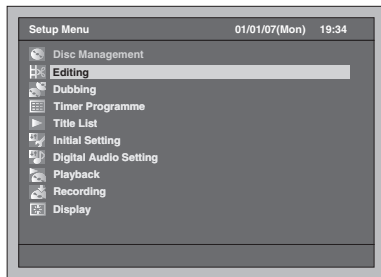 Setup Menu 01/01/07(Mon) 19:34
Disc Management
Editing
Dubbing
Timer Programme
Title List
Initial Setting
Digital Audio Setting
Playback
Recording
Display